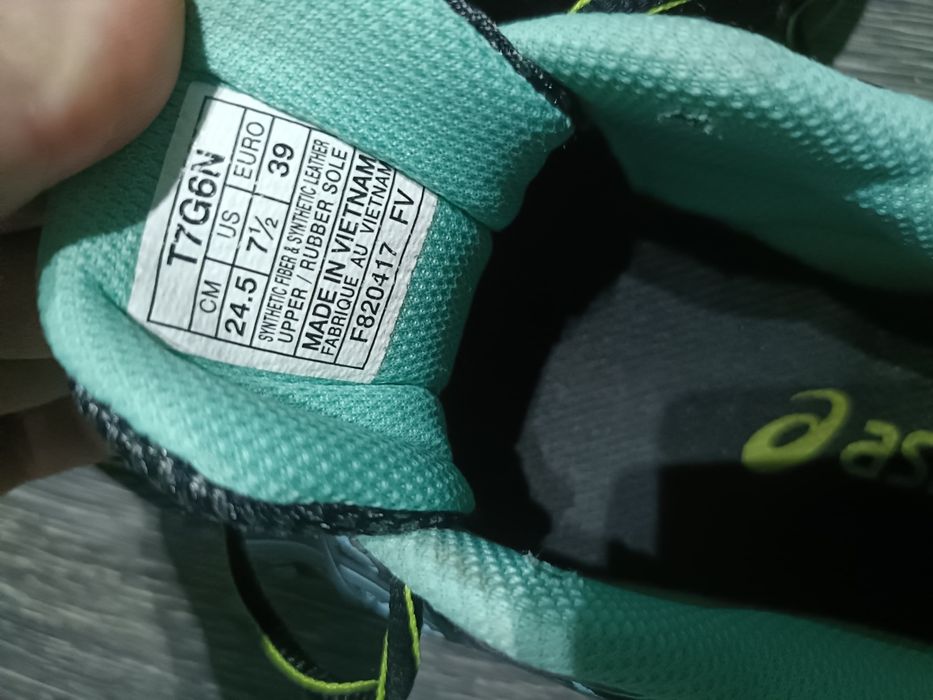 T7G6N
CM US EURO
24.5 7½ 39
SYNTHETIC FIBER & SYNTHETIC LEATHER
UPPER / RUBBER SOLE
MADE IN VIETNAM
FABRIQUE AU VIETNAM
F820417 FV
as